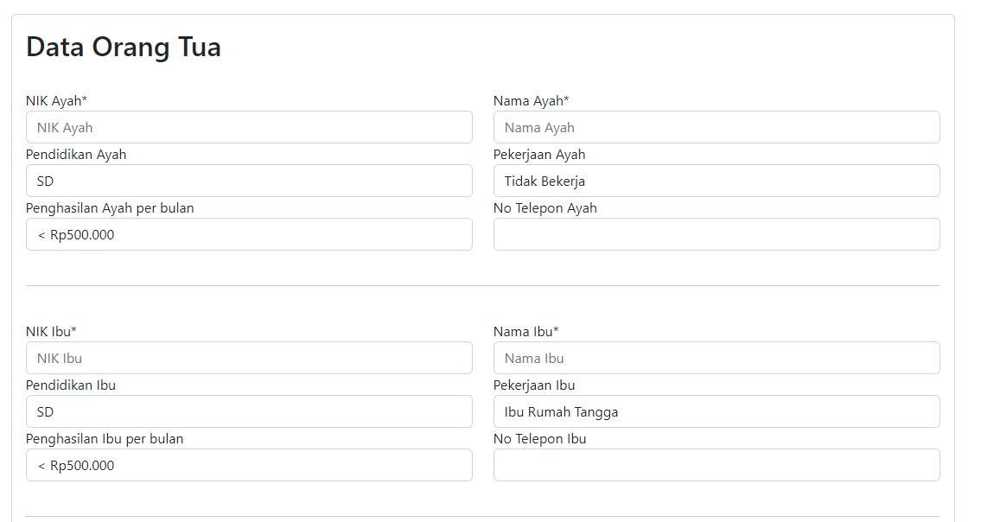 Data Orang Tua
NIK Ayah* Nama Ayah*
NIK Ayah Nama Ayah
Pendidikan Ayah Pekerjaan Ayah
SD Tidak Bekerja
Penghasilan Ayah per bulan No Telepon Ayah
< Rp500.000
NIK Ibu* Nama Ibu*
NIK Ibu Nama Ibu
Pendidikan Ibu Pekerjaan Ibu
SD Ibu Rumah Tangga
Penghasilan Ibu per bulan No Telepon Ibu
< Rp500.000